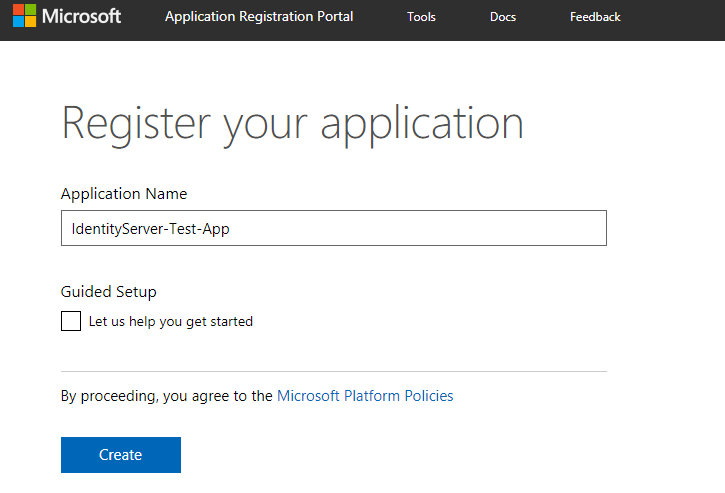 Microsoft Application Registration Portal Tools Docs Feedback
Register your application
Application Name
IdentityServer-Test-App
Guided Setup
Let us help you get started
By proceeding, you agree to the Microsoft Platform Policies
Create